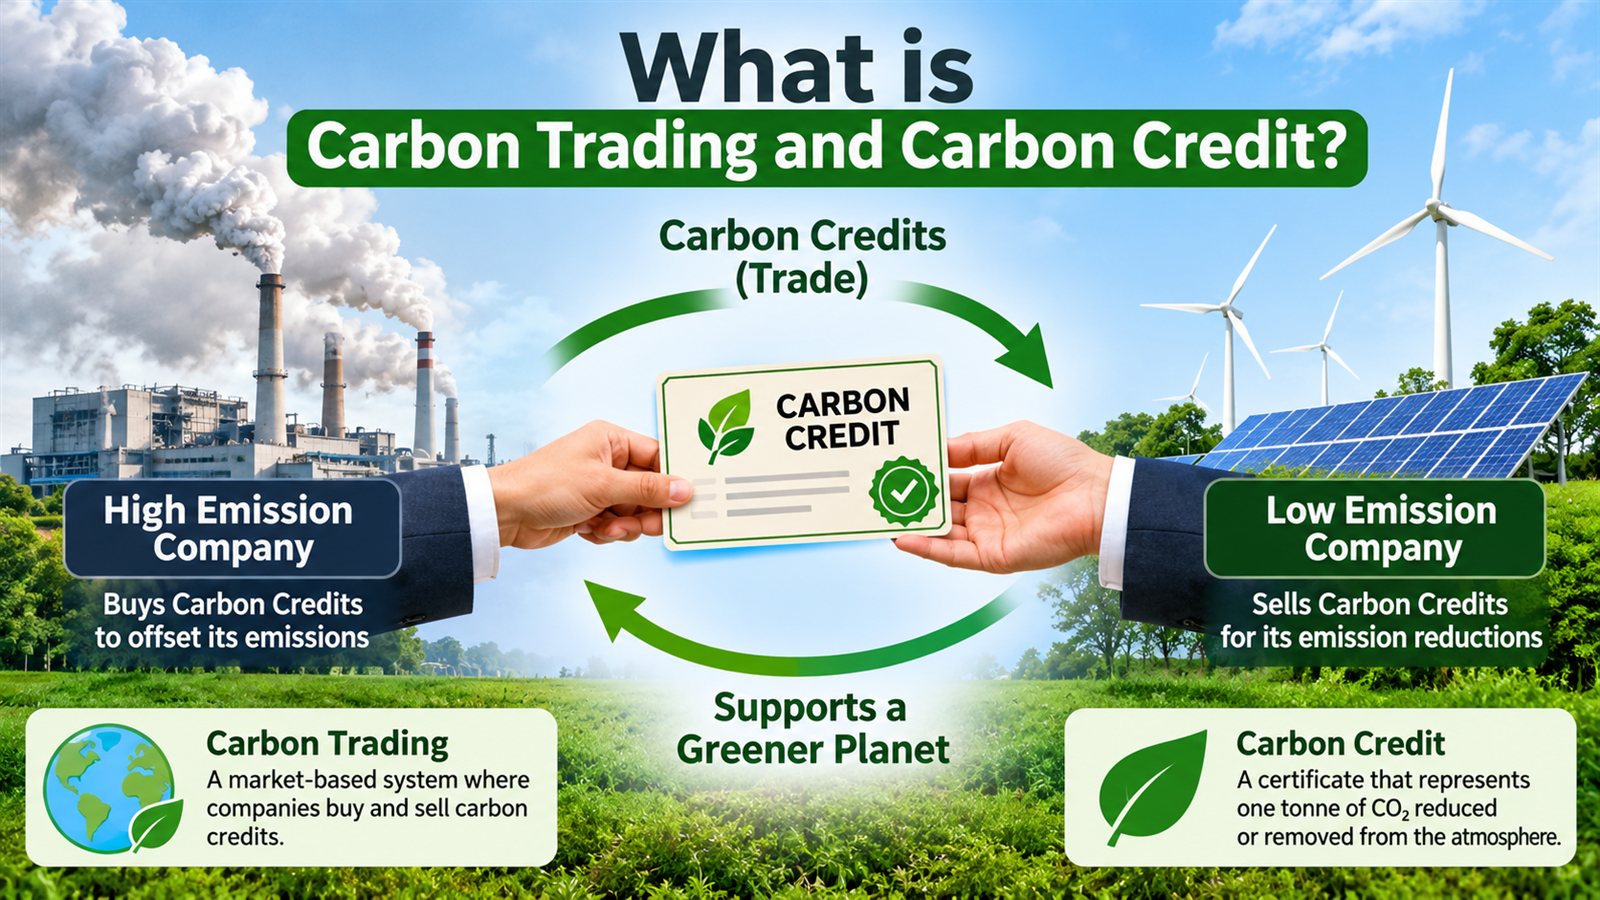 What is
Carbon Trading and Carbon Credit?
Carbon Credits
(Trade)
CARBON
CREDIT
High Emission
Company
Buys Carbon Credits
to offset its emissions
Low Emission
Company
Sells Carbon Credits
for its emission reductions
Supports a
Greener Planet
Carbon Trading
A market-based system where
companies buy and sell carbon
credits.
Carbon Credit
A certificate that represents
one tonne of CO₂ reduced
or removed from the atmosphere.